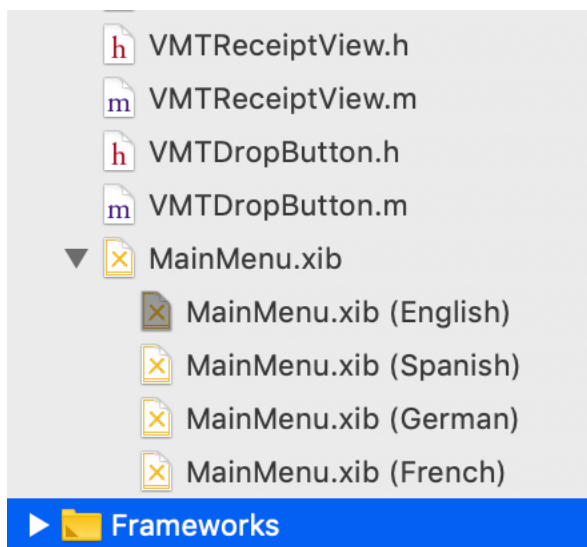 h VMTReceiptView.h
m VMTReceiptView.m
h VMTDropButton.h
m VMTDropButton.m
MainMenu.xib
MainMenu.xib (English)
MainMenu.xib (Spanish)
MainMenu.xib (German)
MainMenu.xib (French)
Frameworks